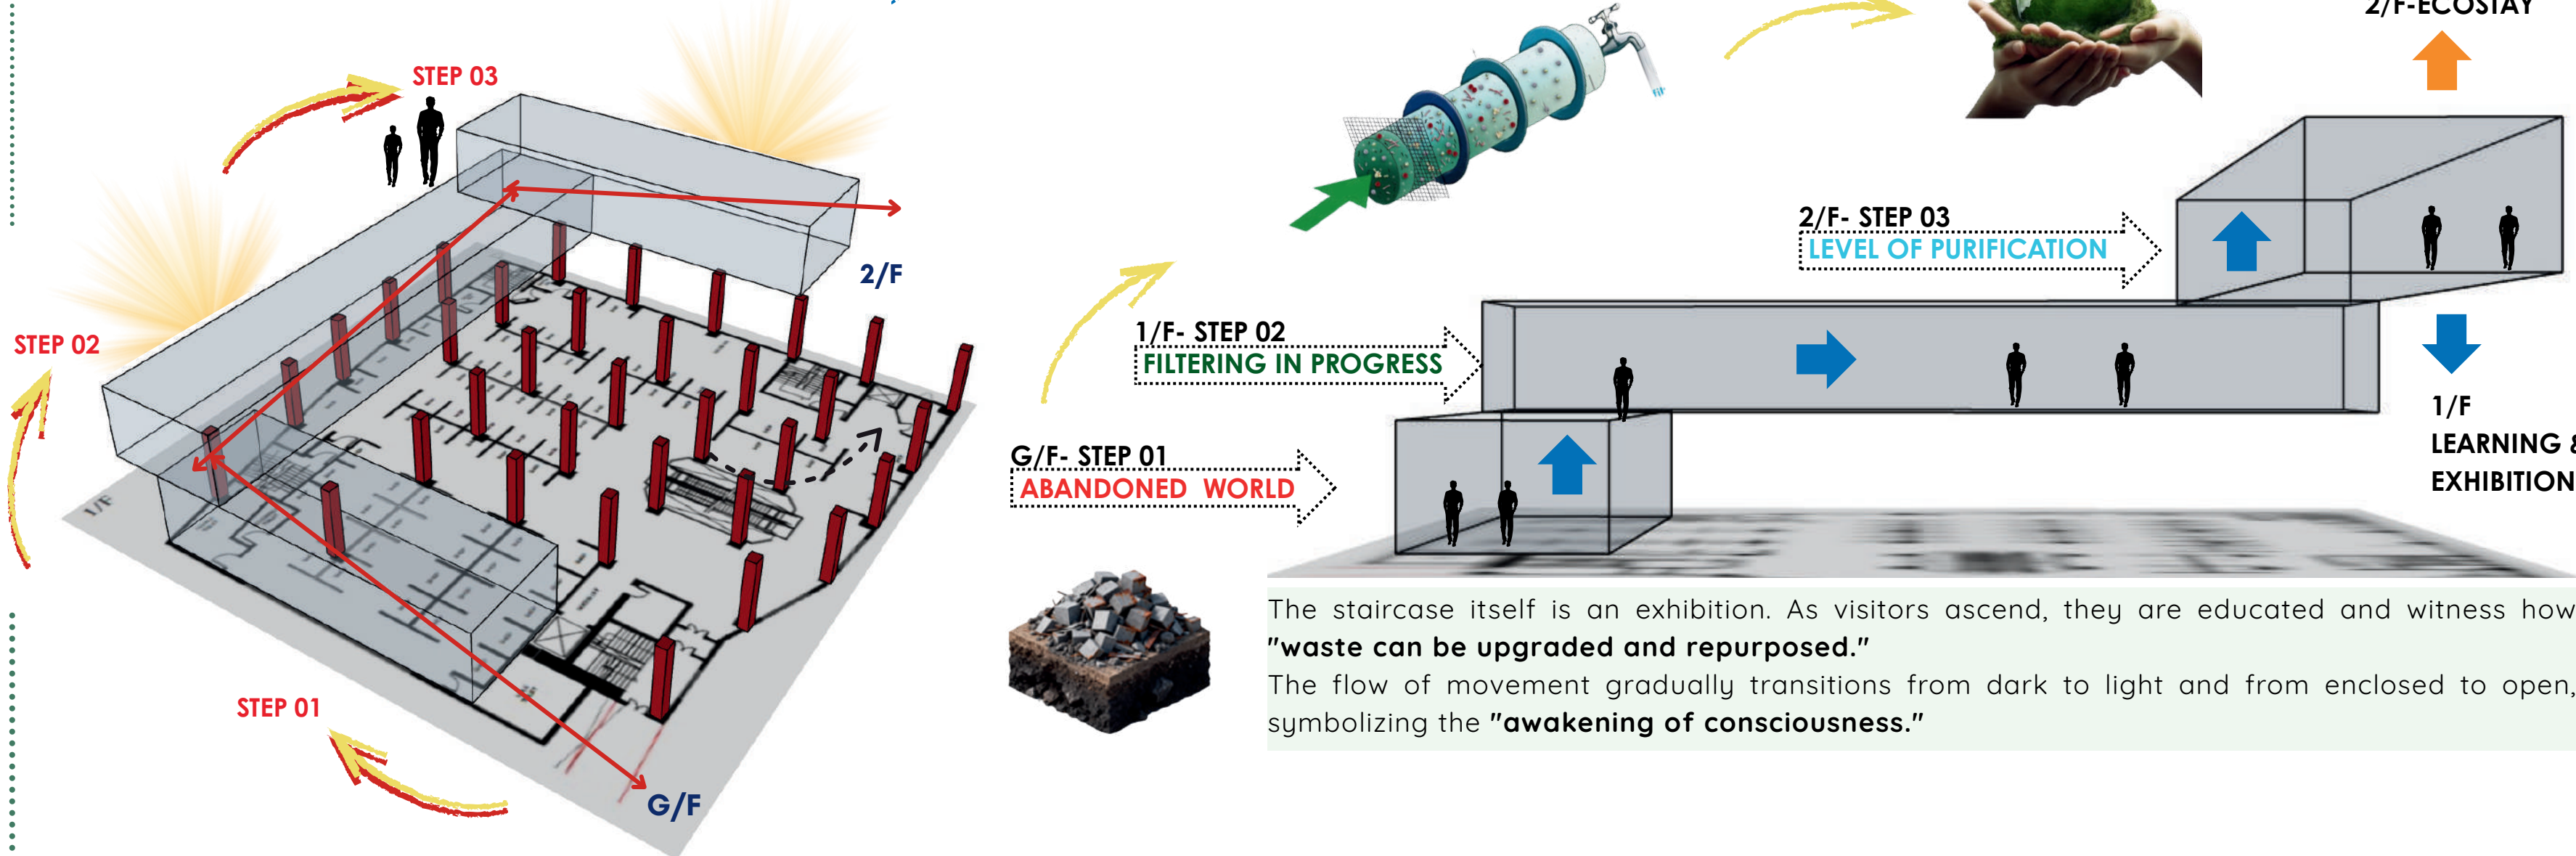 STEP 03
2/F
STEP 02
1/F
STEP 01
G/F
2/F-ECOSTAY
2/F- STEP 03
LEVEL OF PURIFICATION
1/F- STEP 02
FILTERING IN PROGRESS
G/F- STEP 01
ABANDONED WORLD
1/F
LEARNING &
EXHIBITION
The staircase itself is an exhibition. As visitors ascend, they are educated and witness how
"waste can be upgraded and repurposed."
The flow of movement gradually transitions from dark to light and from enclosed to open,
symbolizing the "awakening of consciousness."